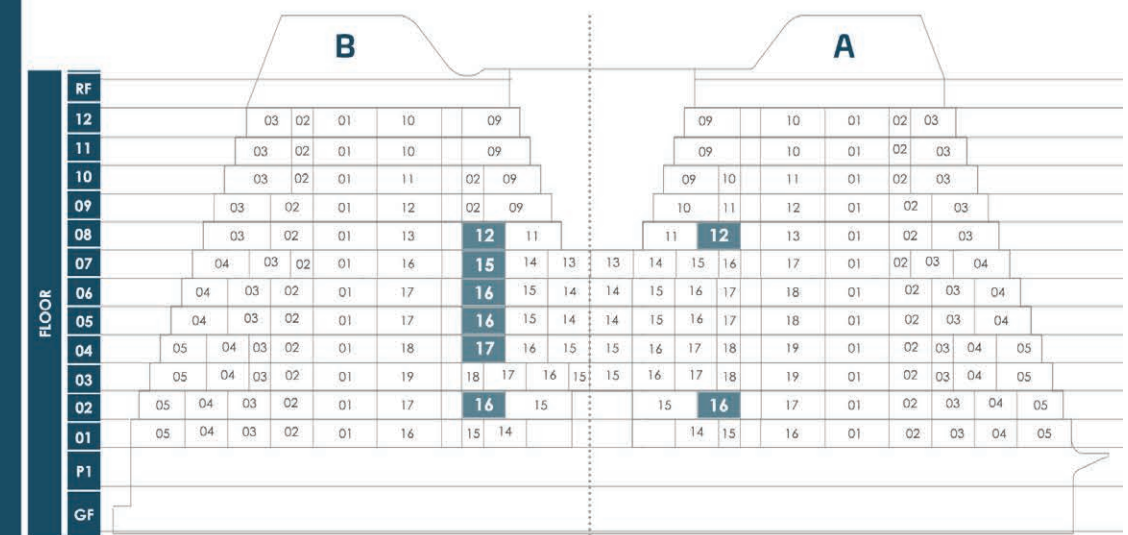 B A
FLOOR
RF
12 03 02 01 10 09 09 10 01 02 03
11 03 02 01 10 09 09 10 01 02 03
10 03 02 01 11 02 09 09 10 11 01 02 03
09 03 02 01 12 02 09 10 11 12 01 02 03
08 03 02 01 13 12 11 11 12 13 01 02 03
07 04 03 02 01 16 15 14 13 13 14 15 16 17 01 02 03 04
06 04 03 02 01 17 16 15 14 14 15 16 17 18 01 02 03 04
05 04 03 02 01 17 16 15 14 14 15 16 17 18 01 02 03 04
04 05 04 03 02 01 18 17 16 15 15 16 17 18 19 01 02 03 04 05
03 05 04 03 02 01 19 18 17 16 15 15 16 17 18 19 01 02 03 04 05
02 05 04 03 02 01 17 16 15 15 16 17 01 02 03 04 05
01 05 04 03 02 01 16 15 14 14 15 16 01 02 03 04 05
P1
GF